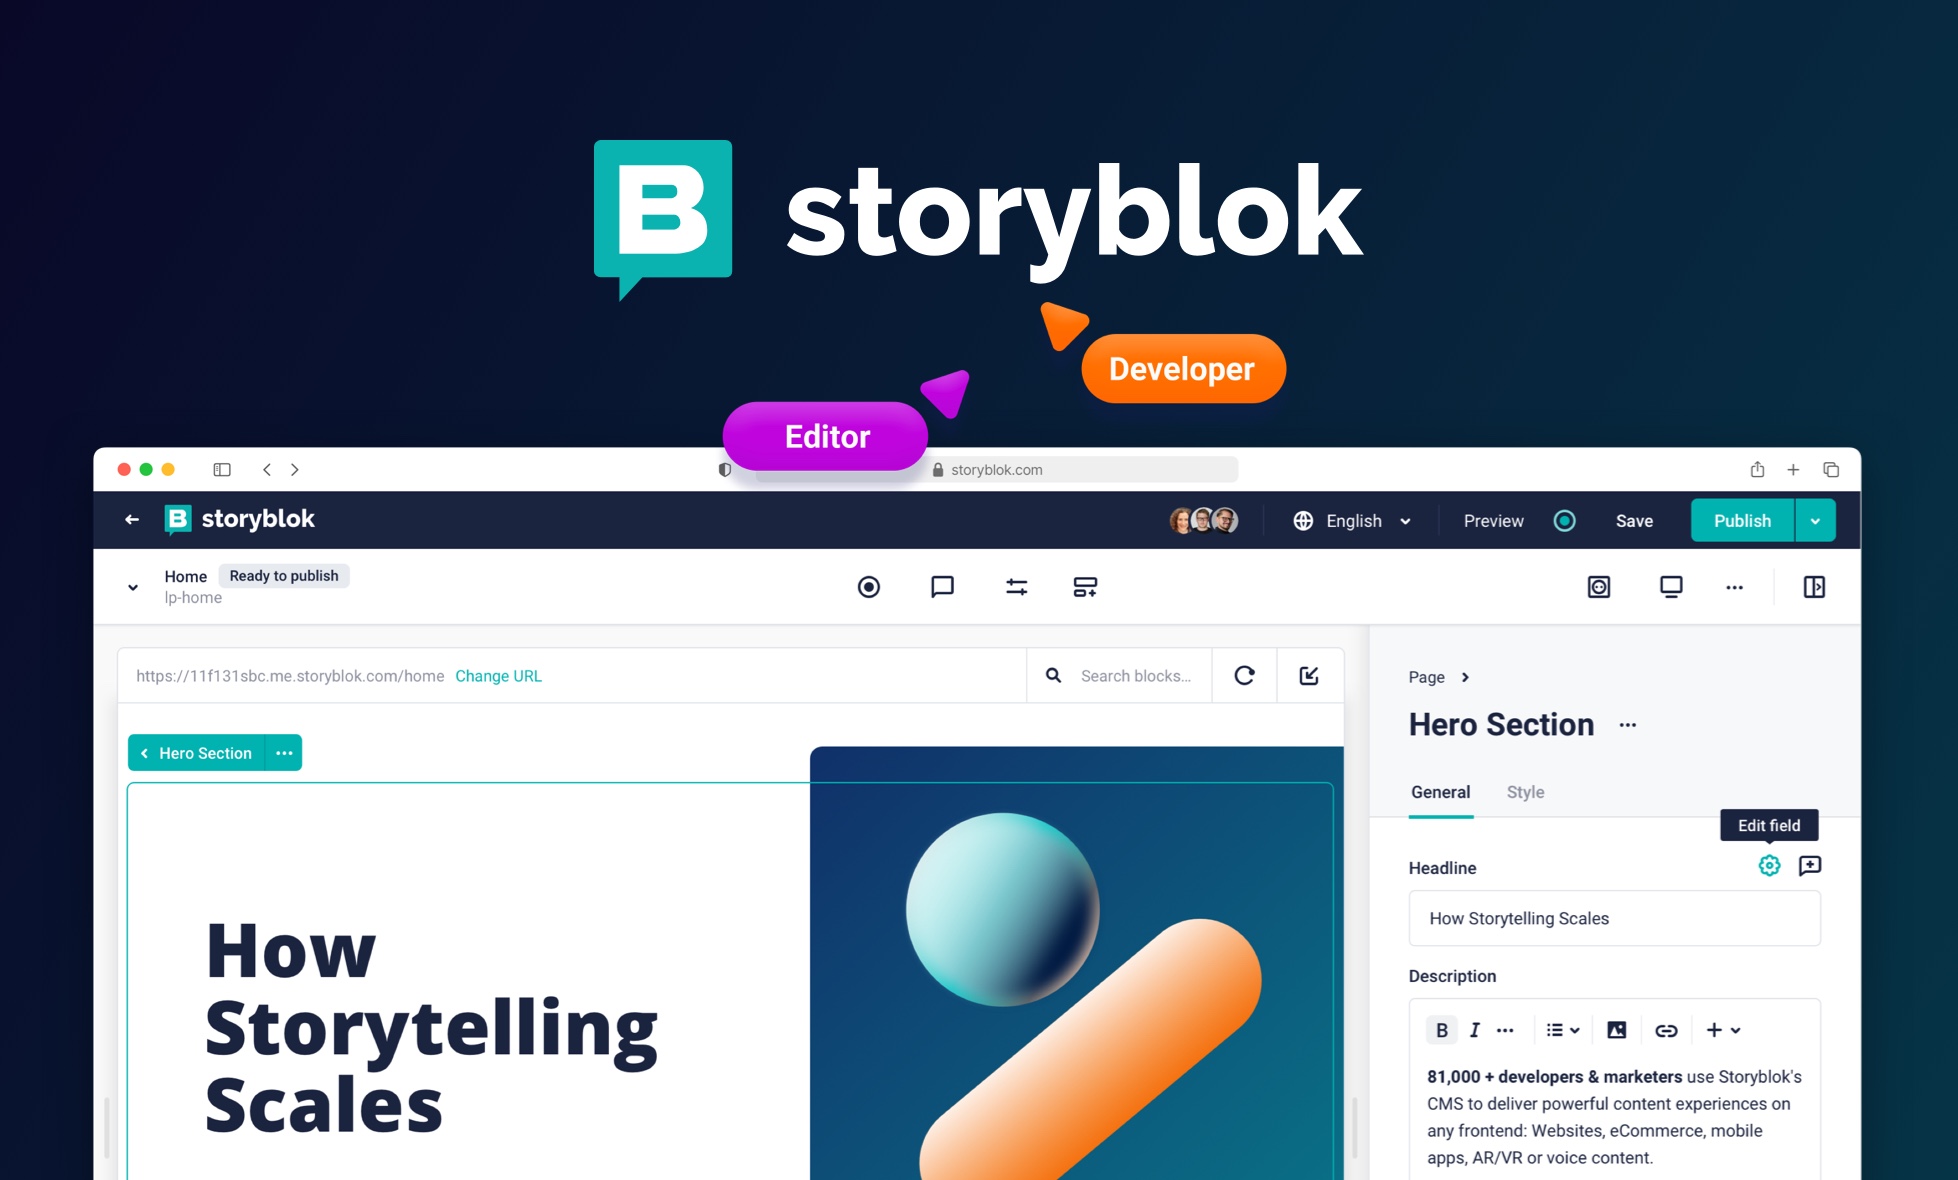 B storyblok
Developer
Editor
storyblok.com
B storyblok
English
Preview
Save
Publish
Home
Ready to publish
lp-home
https://11f131sbc.me.storyblok.com/home
Change URL
Search blocks...
Hero Section
How
Storytelling
Scales
Page
Hero Section
General
Style
Edit field
Headline
How Storytelling Scales
Description
B I
81,000 + developers & marketers use Storyblok's
CMS to deliver powerful content experiences on
any frontend: Websites, eCommerce, mobile
apps, AR/VR or voice content.